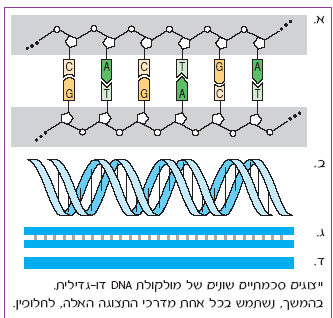 א.
C A C T G A
G T G A C T
ב.
ג.
ד.
ייצוגים סכמתיים שונים של מולקולת DNA דו-גדילית.
בהמשך, נשתמש בכל אחת מדרכי התצוגה האלה, לחלופין.